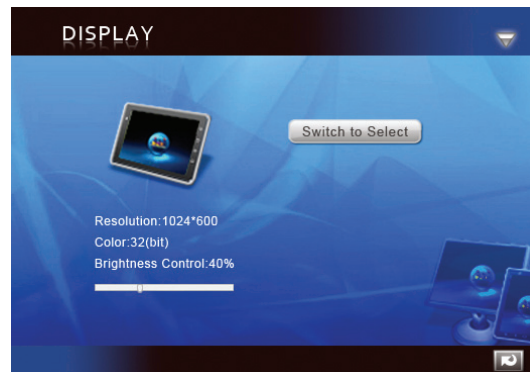 DISPLAY
Switch to Select
Resolution:1024*600
Color:32(bit)
Brightness Control:40%